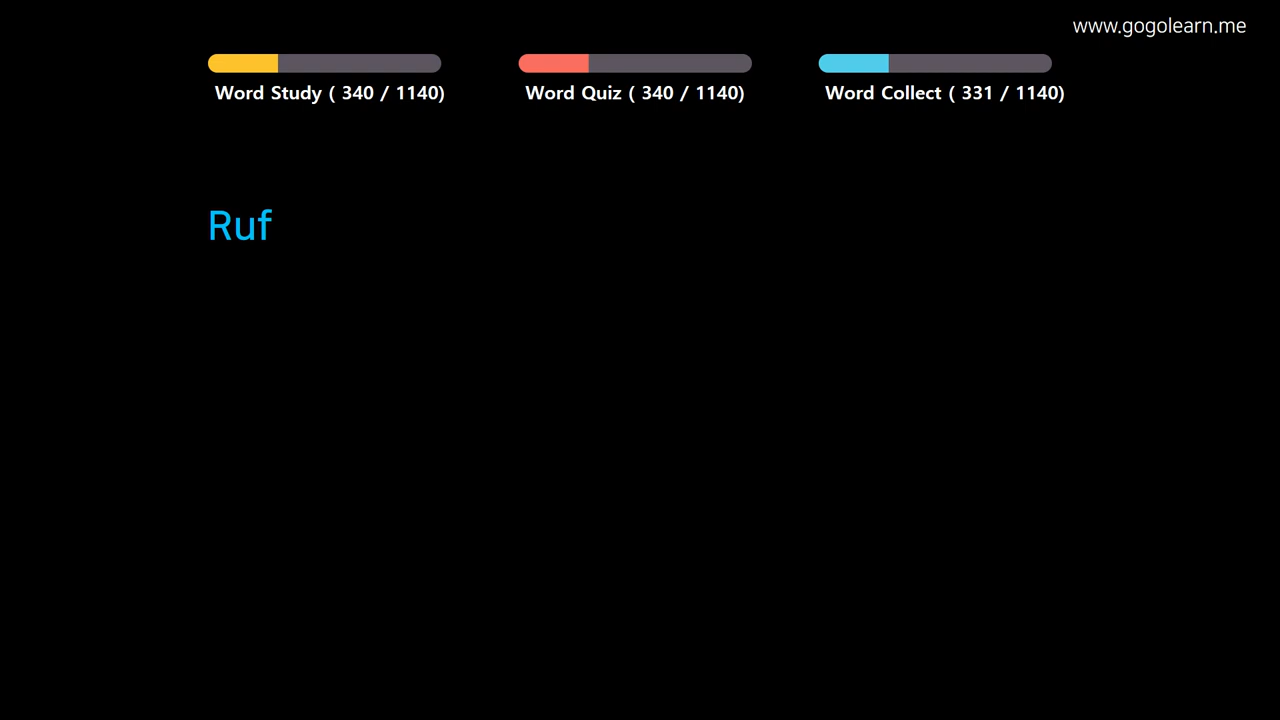 www.gogolearn.me
Word Study ( 340 / 1140)
Word Quiz ( 340 / 1140)
Word Collect ( 331 / 1140)
Ruf